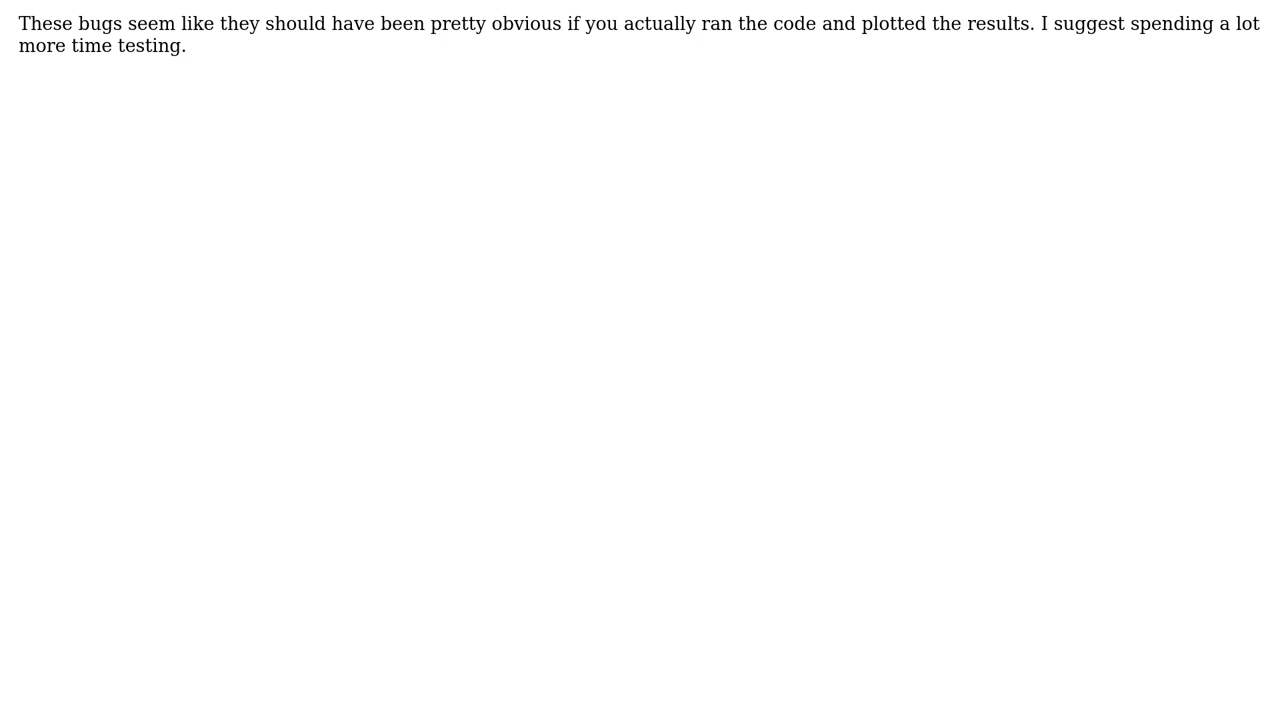 These bugs seem like they should have been pretty obvious if you actually ran the code and plotted the results. I suggest spending a lot
more time testing.